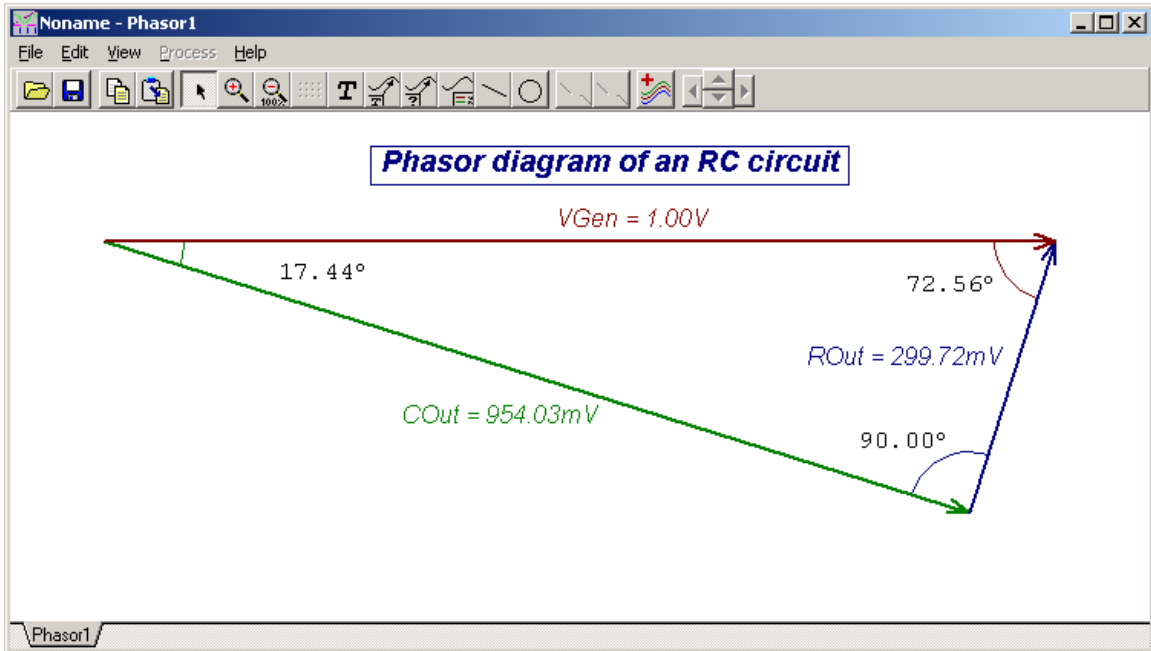 Noname - Phasor1
File Edit View Process Help
100% T T ?
Phasor diagram of an RC circuit
VGen = 1.00V
17.44°
72.56°
ROut = 299.72mV
COut = 954.03mV
90.00°
Phasor1